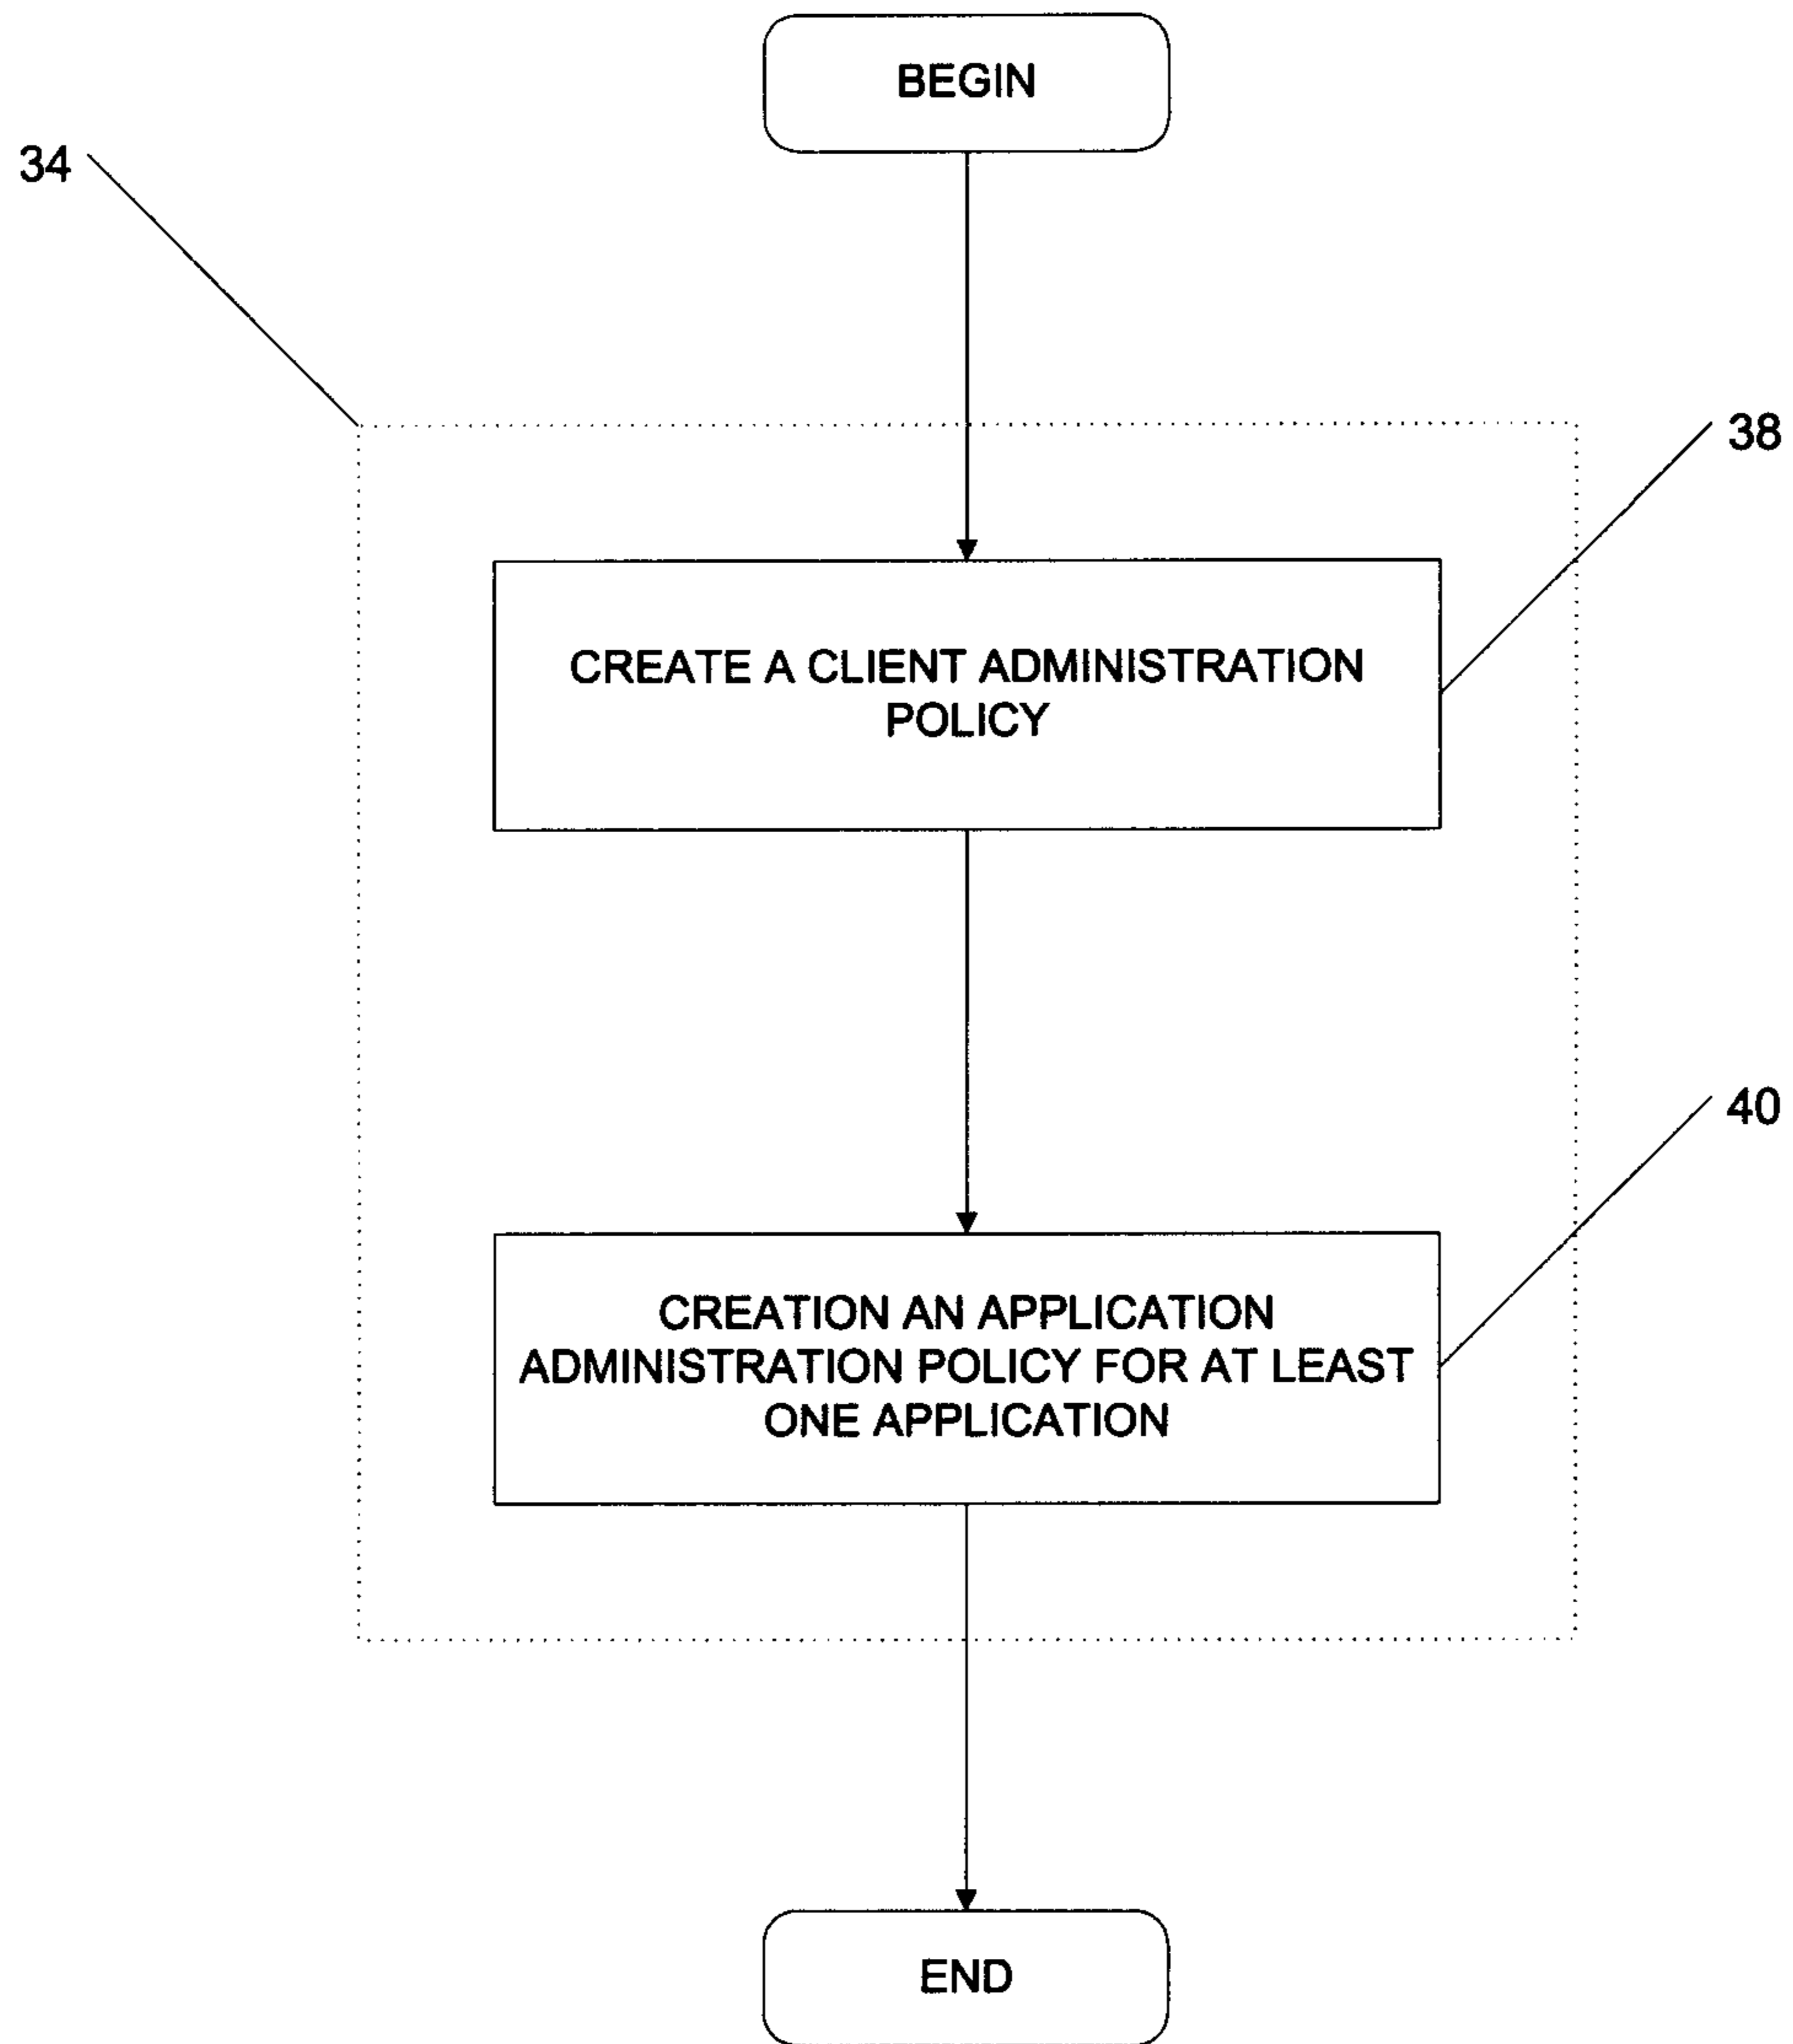 BEGIN
34
38
CREATE A CLIENT ADMINISTRATION
POLICY
40
CREATION AN APPLICATION
ADMINISTRATION POLICY FOR AT LEAST
ONE APPLICATION
END